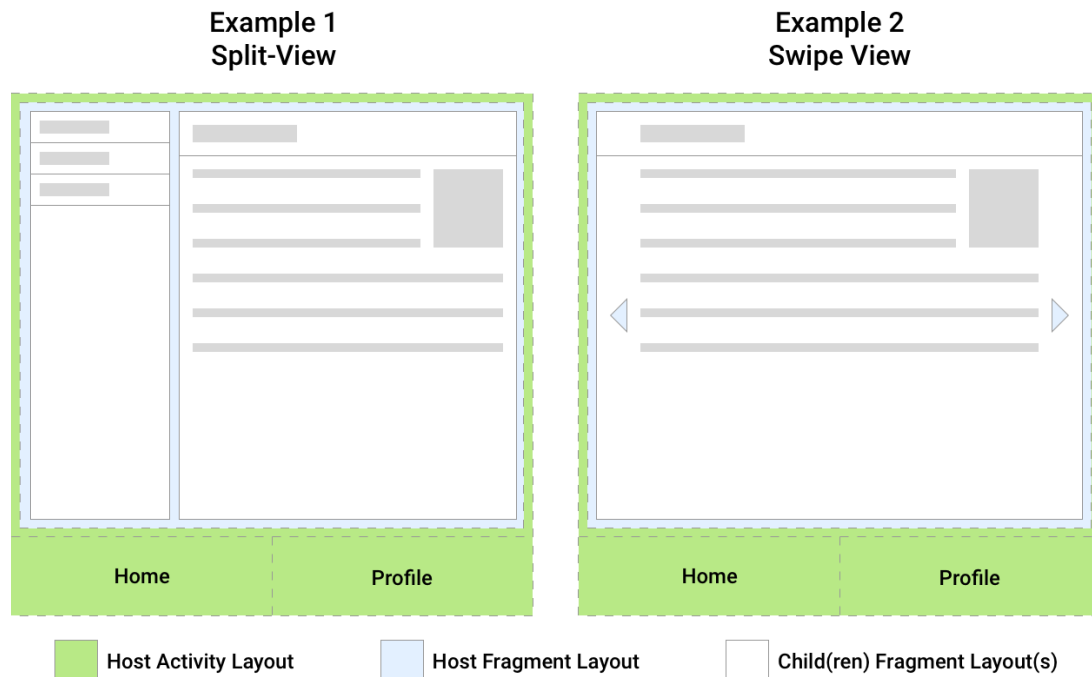 Example 1
Split-View
Example 2
Swipe View
Home
Profile
Home
Profile
Host Activity Layout
Host Fragment Layout
Child(ren) Fragment Layout(s)